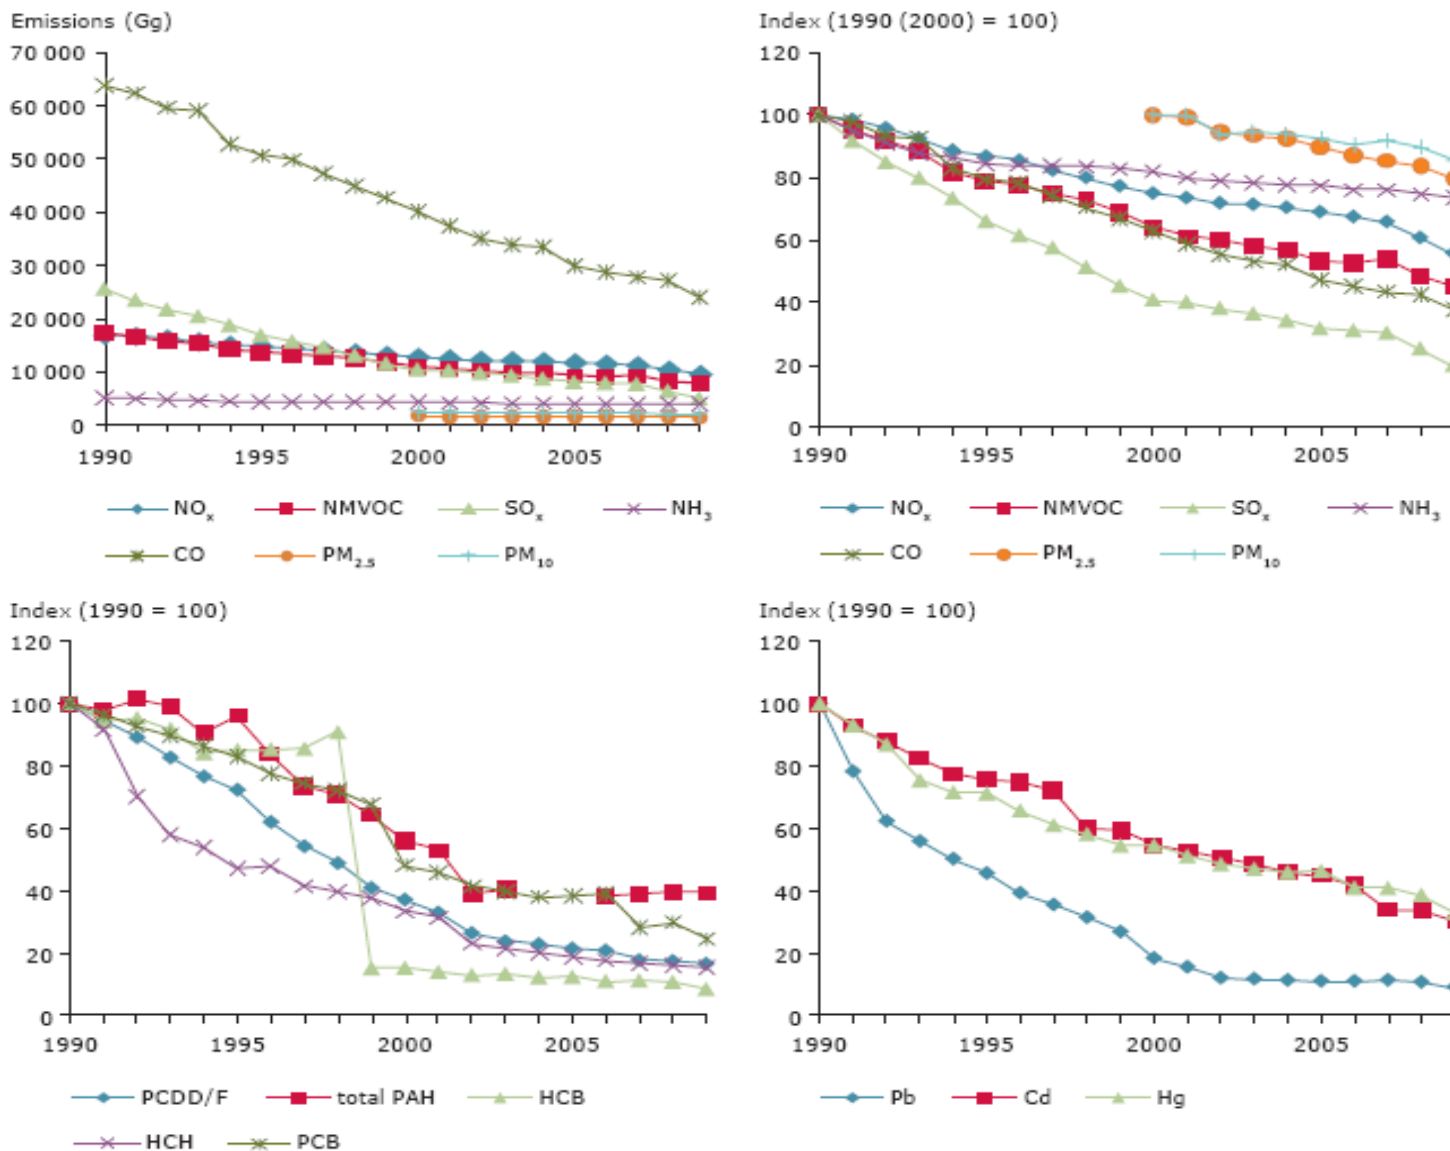 Emissions (Gg)
70 000
60 000
50 000
40 000
30 000
20 000
10 000
0
1990 1995 2000 2005
NOx NMVOC SOx NH3
CO PM2.5 PM10
Index (1990 (2000) = 100)
120
100
80
60
40
20
0
1990 1995 2000 2005
NOx NMVOC SOx NH3
CO PM2.5 PM10
Index (1990 = 100)
120
100
80
60
40
20
0
1990 1995 2000 2005
PCDD/F total PAH HCB
HCH PCB
Index (1990 = 100)
120
100
80
60
40
20
0
1990 1995 2000 2005
Pb Cd Hg